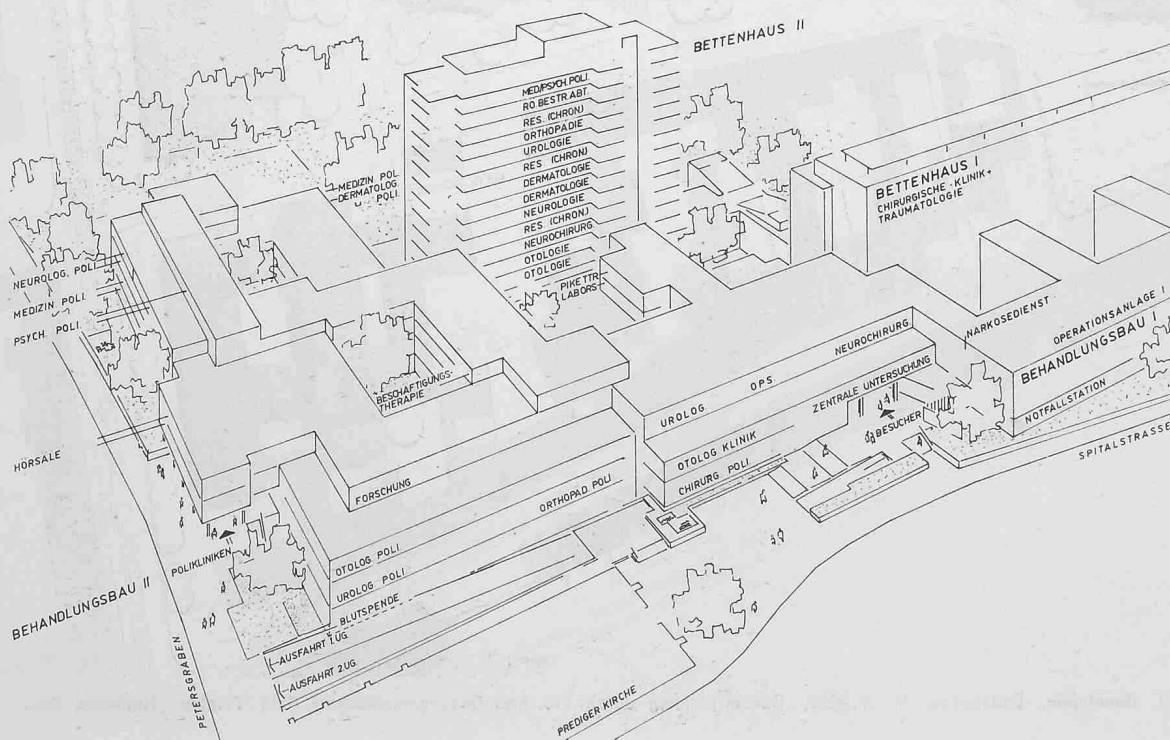 BETTENHAUS II
MED/PSYCH. POLI.
RÖ.BESTR.ABT
RES. (CHRON)
ORTHOPÄDIE
UROLOGIE
RES (CHRON)
DERMATOLOGIE
DERMATOLOGIE
NEUROLOGIE
RES (CHRON)
NEUROCHIRURG
OTOLOGIE
OTOLOGIE
MEDIZIN POL
DERMATOLOG
POLI
PIKETTR
LABORS
BETTENHAUS I
CHIRURGISCHE-KLINIK+
TRAUMATOLOGIE
NEUROLOG. POLI
MEDIZIN POLI
PSYCH. POLI
HÖRSÄLE
BESCHÄFTIGUNGS-
THERAPIE
NARKOSEDIENST
OPERATIONSANLAGE I
BEHANDLUNGSBAU I
NOTFALLSTATION
SPITALSTRASSE
NEUROCHIRURG
OPS.
UROLOG
ZENTRALE UNTERSUCHUNG
BESUCHER
OTOLOG KLINIK
CHIRURG POLI
FORSCHUNG
ORTHOPÄD POLI
OTOLOG POLI
UROLOG POLI
BLUTSPENDE
AUSFAHRT 1.UG.
AUSFAHRT 2UG.
POLIKLINIKEN
BEHANDLUNGSBAU II
PETERSGRABEN
PREDIGER KIRCHE